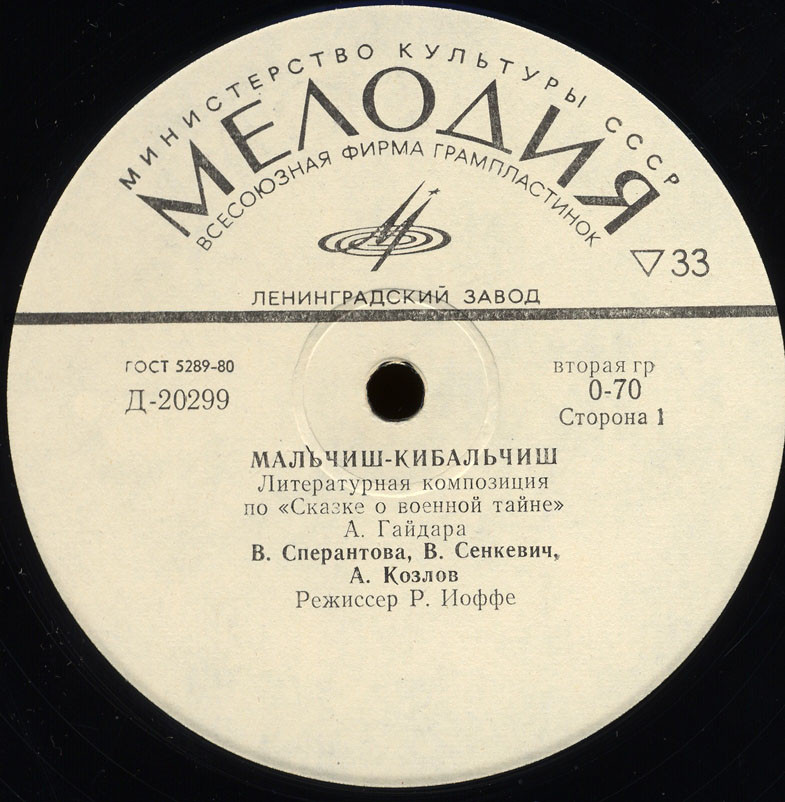 МИНИСТЕРСТВО КУЛЬТУРЫ СССР
МЕЛОДИЯ
ВСЕСОЮЗНАЯ ФИРМА ГРАМПЛАСТИНОК
▽33
ЛЕНИНГРАДСКИЙ ЗАВОД
ГОСТ 5289-80
Д-20299
вторая гр
0-70
Сторона 1
МАЛЬЧИШ-КИБАЛЬЧИШ
Литературная композиция
по «Сказке о военной тайне»
А. Гайдара
В. Сперантова, В. Сенкевич,
А. Козлов
Режиссер Р. Иоффе